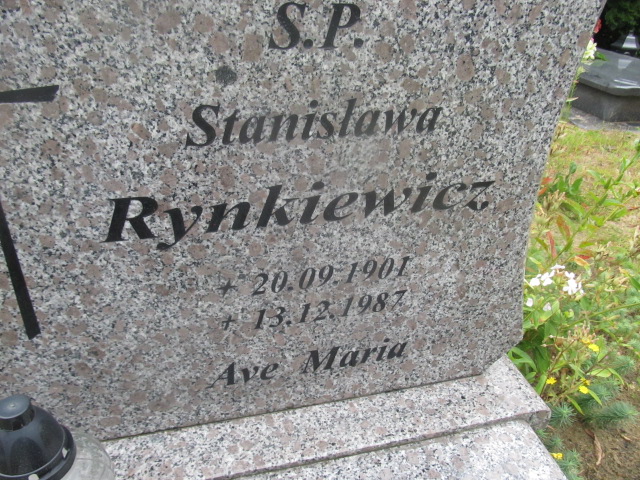 Ś.P.
Stanisława
Rynkiewicz
+ 20.09.1901
+ 13.12.1987
Ave Maria